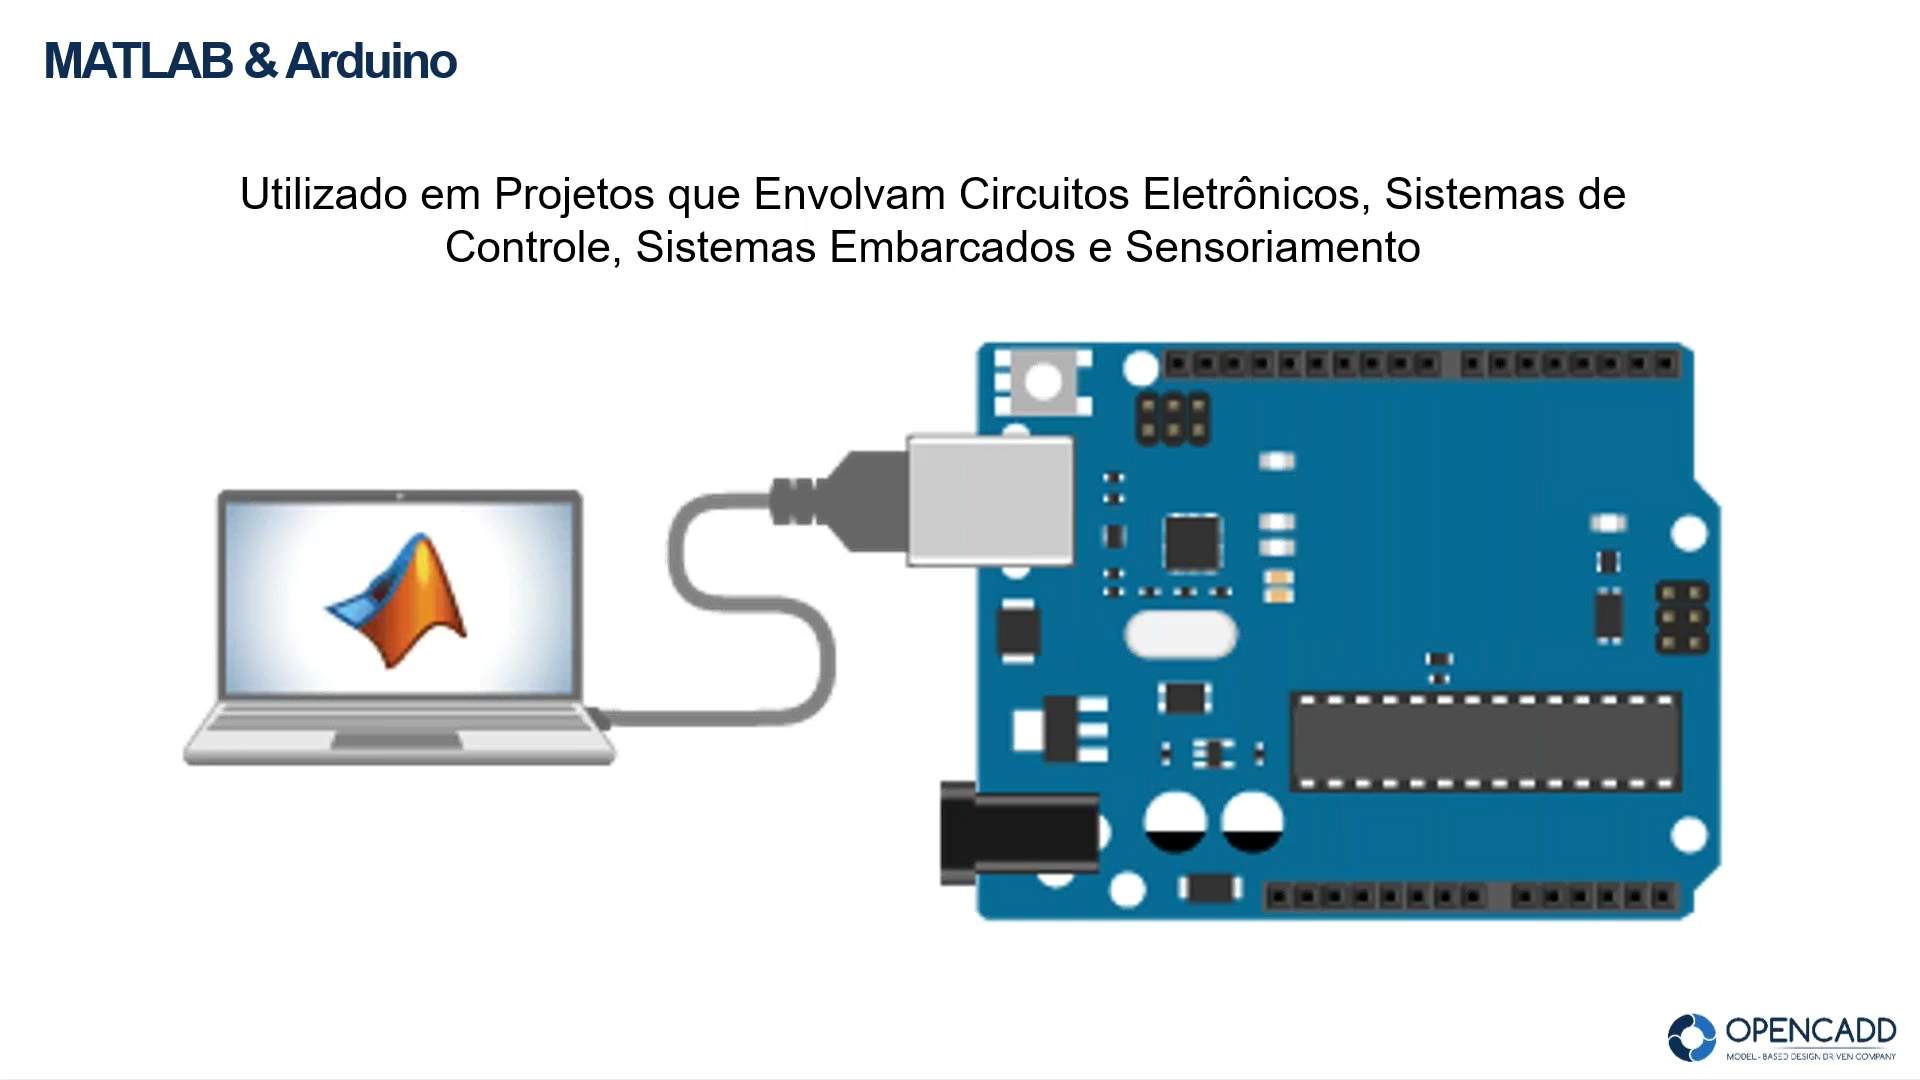 MATLAB & Arduino
Utilizado em Projetos que Envolvam Circuitos Eletrônicos, Sistemas de
Controle, Sistemas Embarcados e Sensoriamento
OPENCADD
MODEL-BASED DESIGN DRIVEN COMPANY